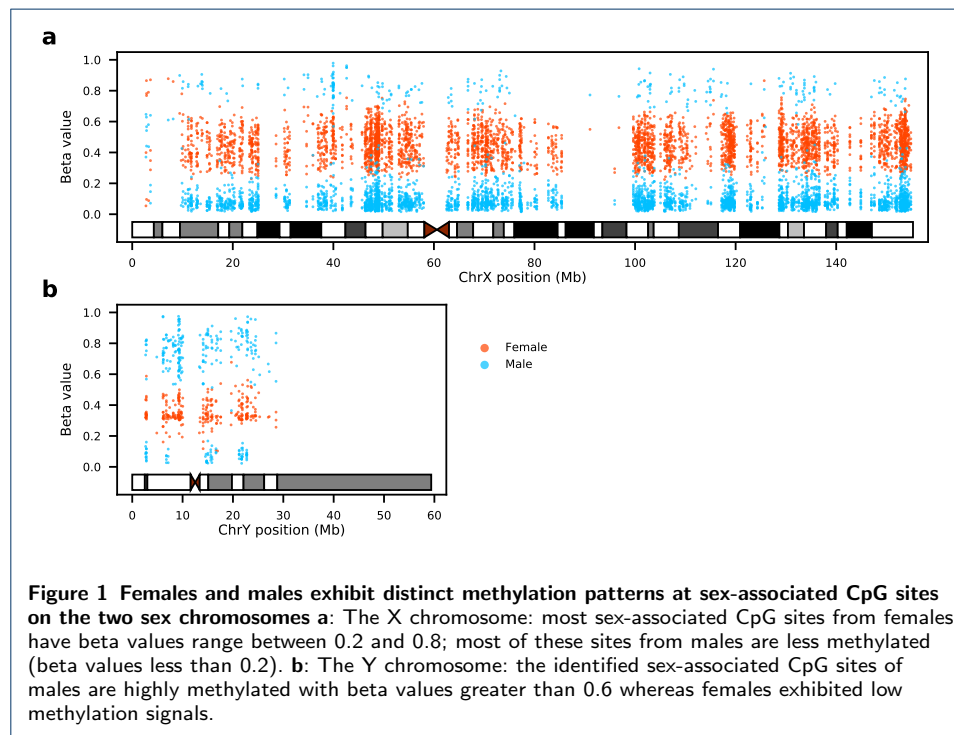 a
1.0
0.8
0.6
0.4
0.2
0.0
Beta value
0 20 40 60 80 100 120 140
ChrX position (Mb)
b
1.0
0.8
0.6
0.4
0.2
0.0
Beta value
0 10 20 30 40 50 60
ChrY position (Mb)
Female
Male
Figure 1 Females and males exhibit distinct methylation patterns at sex-associated CpG sites
on the two sex chromosomes a: The X chromosome: most sex-associated CpG sites from females
have beta values range between 0.2 and 0.8; most of these sites from males are less methylated
(beta values less than 0.2). b: The Y chromosome: the identified sex-associated CpG sites of
males are highly methylated with beta values greater than 0.6 whereas females exhibited low
methylation signals.